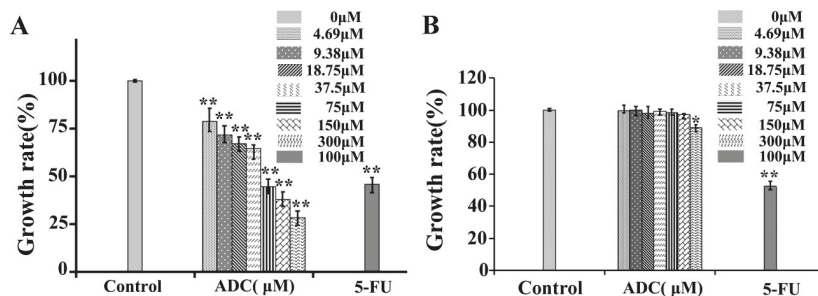 A
Growth rate(%)
100
75
50
25
0
**
**
**
**
**
**
**
**
0μM
4.69μM
9.38μM
18.75μM
37.5μM
75μM
150μM
300μM
100μM
Control
ADC( μM)
5-FU
B
Growth rate(%)
120
100
80
60
40
20
0
*
**
0μM
4.69μM
9.38μM
18.75μM
37.5μM
75μM
150μM
300μM
100μM
Control
ADC( μM)
5-FU